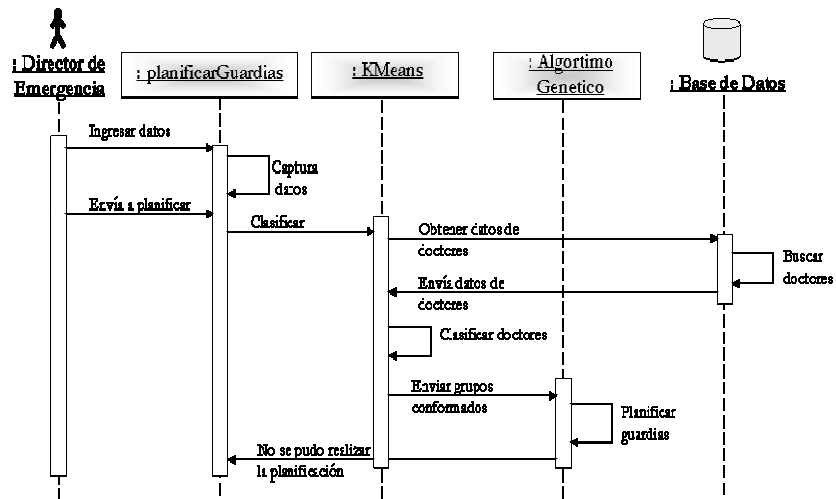 : Director de
Emergencia
: planificarGuardias
: KMeans
: Algortimo
Genetico
: Base de Datos
Ingresar datos
Captura
datos
Envía a planificar
Clasificar
Obtener datos de
doctores
Buscar
doctores
Envía datos de
doctores
Clasificar doctores
Enviar grupos
conformados
Planificar
guardias
No se pudo realizar
la planificación